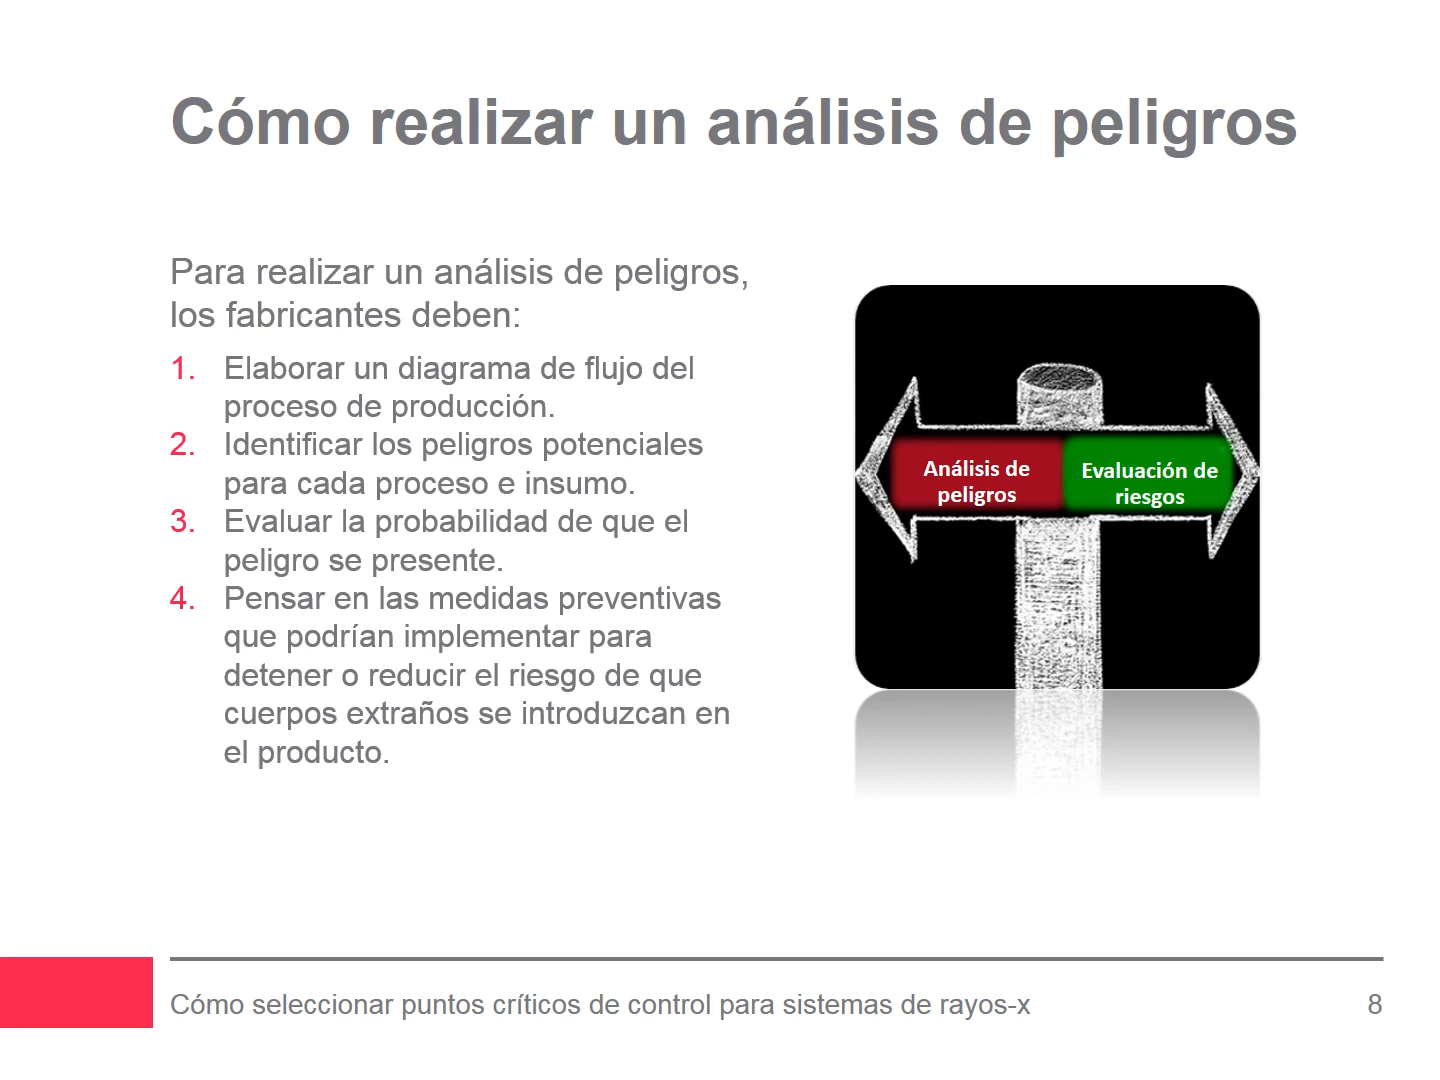 Cómo realizar un análisis de peligros
Para realizar un análisis de peligros,
los fabricantes deben:
1. Elaborar un diagrama de flujo del
proceso de producción.
2. Identificar los peligros potenciales
para cada proceso e insumo.
3. Evaluar la probabilidad de que el
peligro se presente.
4. Pensar en las medidas preventivas
que podrían implementar para
detener o reducir el riesgo de que
cuerpos extraños se introduzcan en
el producto.
Análisis de
peligros
Evaluación de
riesgos
Cómo seleccionar puntos críticos de control para sistemas de rayos-x
8